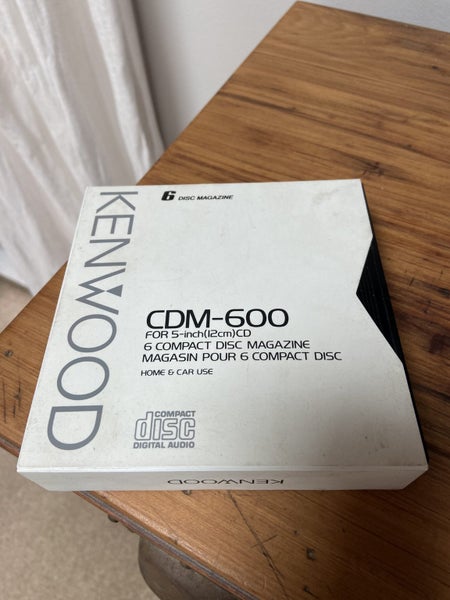 6 DISC MAGAZINE
KENWOOD
CDM-600
FOR 5-inch(12cm)CD
6 COMPACT DISC MAGAZINE
MAGASIN POUR 6 COMPACT DISC
HOME & CAR USE
COMPACT
disc
DIGITAL AUDIO
KENWOOD